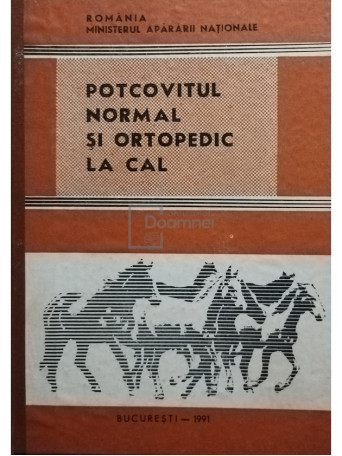 ROMÂNIA
MINISTERUL APĂRĂRII NAȚIONALE
POTCOVITUL
NORMAL
ȘI ORTOPEDIC
LA CAL
Doamnei
BUCUREȘTI — 1991